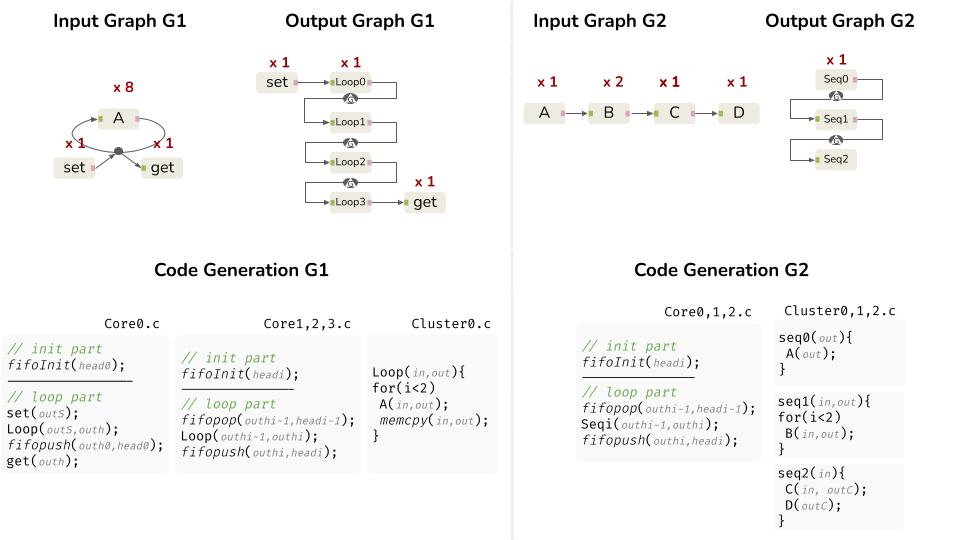 Input Graph G1
Output Graph G1
x 8
A
x 1
x 1
set
get
x 1
x 1
set
Loop0
Loop1
Loop2
x 1
Loop3
get
Input Graph G2
Output Graph G2
x 1
x 2
x 1
x 1
A
B
C
D
x 1
Seq0
Seq1
Seq2
Code Generation G1
Core0.c
// init part
fifoInit(head0);
// loop part
set(outS);
Loop(outS,outh);
fifopush(outh0,head0);
get(outh);
Core1,2,3.c
// init part
fifoInit(headi);
// loop part
fifopop(outhi-1,headi-1);
Loop(outhi-1,outhi);
fifopush(outhi,headi);
Cluster0.c
Loop(in,out){
for(i<2)
A(in,out);
memcpy(in,out);
}
Code Generation G2
Core0,1,2.c
// init part
fifoInit(headi);
// loop part
fifopop(outhi-1,headi-1);
Seqi(outhi-1,outhi);
fifopush(outhi,headi);
Cluster0,1,2.c
seq0(out){
A(out);
}
seq1(in,out){
for(i<2)
B(in,out);
}
seq2(in){
C(in, outC);
D(outC);
}